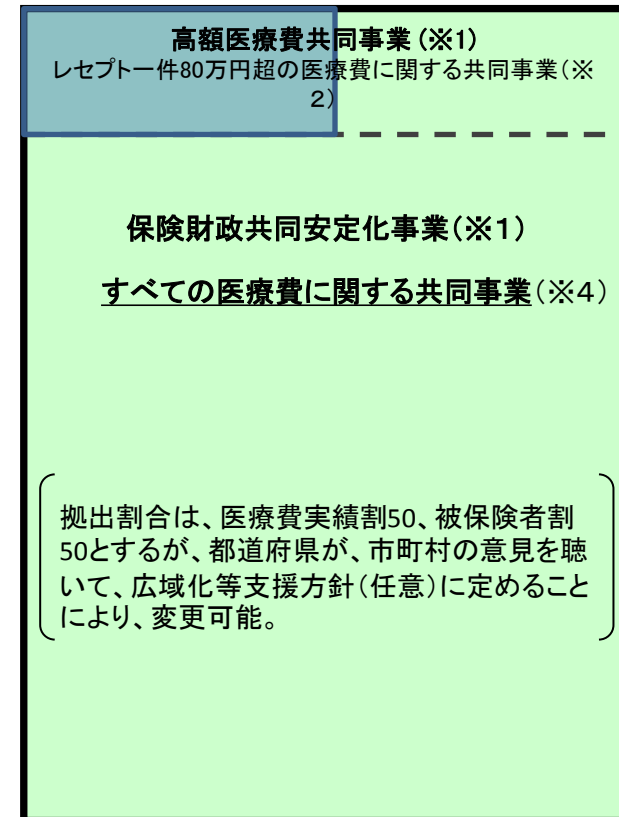 高額医療費共同事業(※1)
レセプト一件80万円超の医療費に関する共同事業(※
2)
保険財政共同安定化事業(※1)
すべての医療費に関する共同事業(※4)
拠出割合は、医療費実績割50、被保険者割
50とするが、都道府県が、市町村の意見を聴
いて、広域化等支援方針(任意)に定めること
により、変更可能。